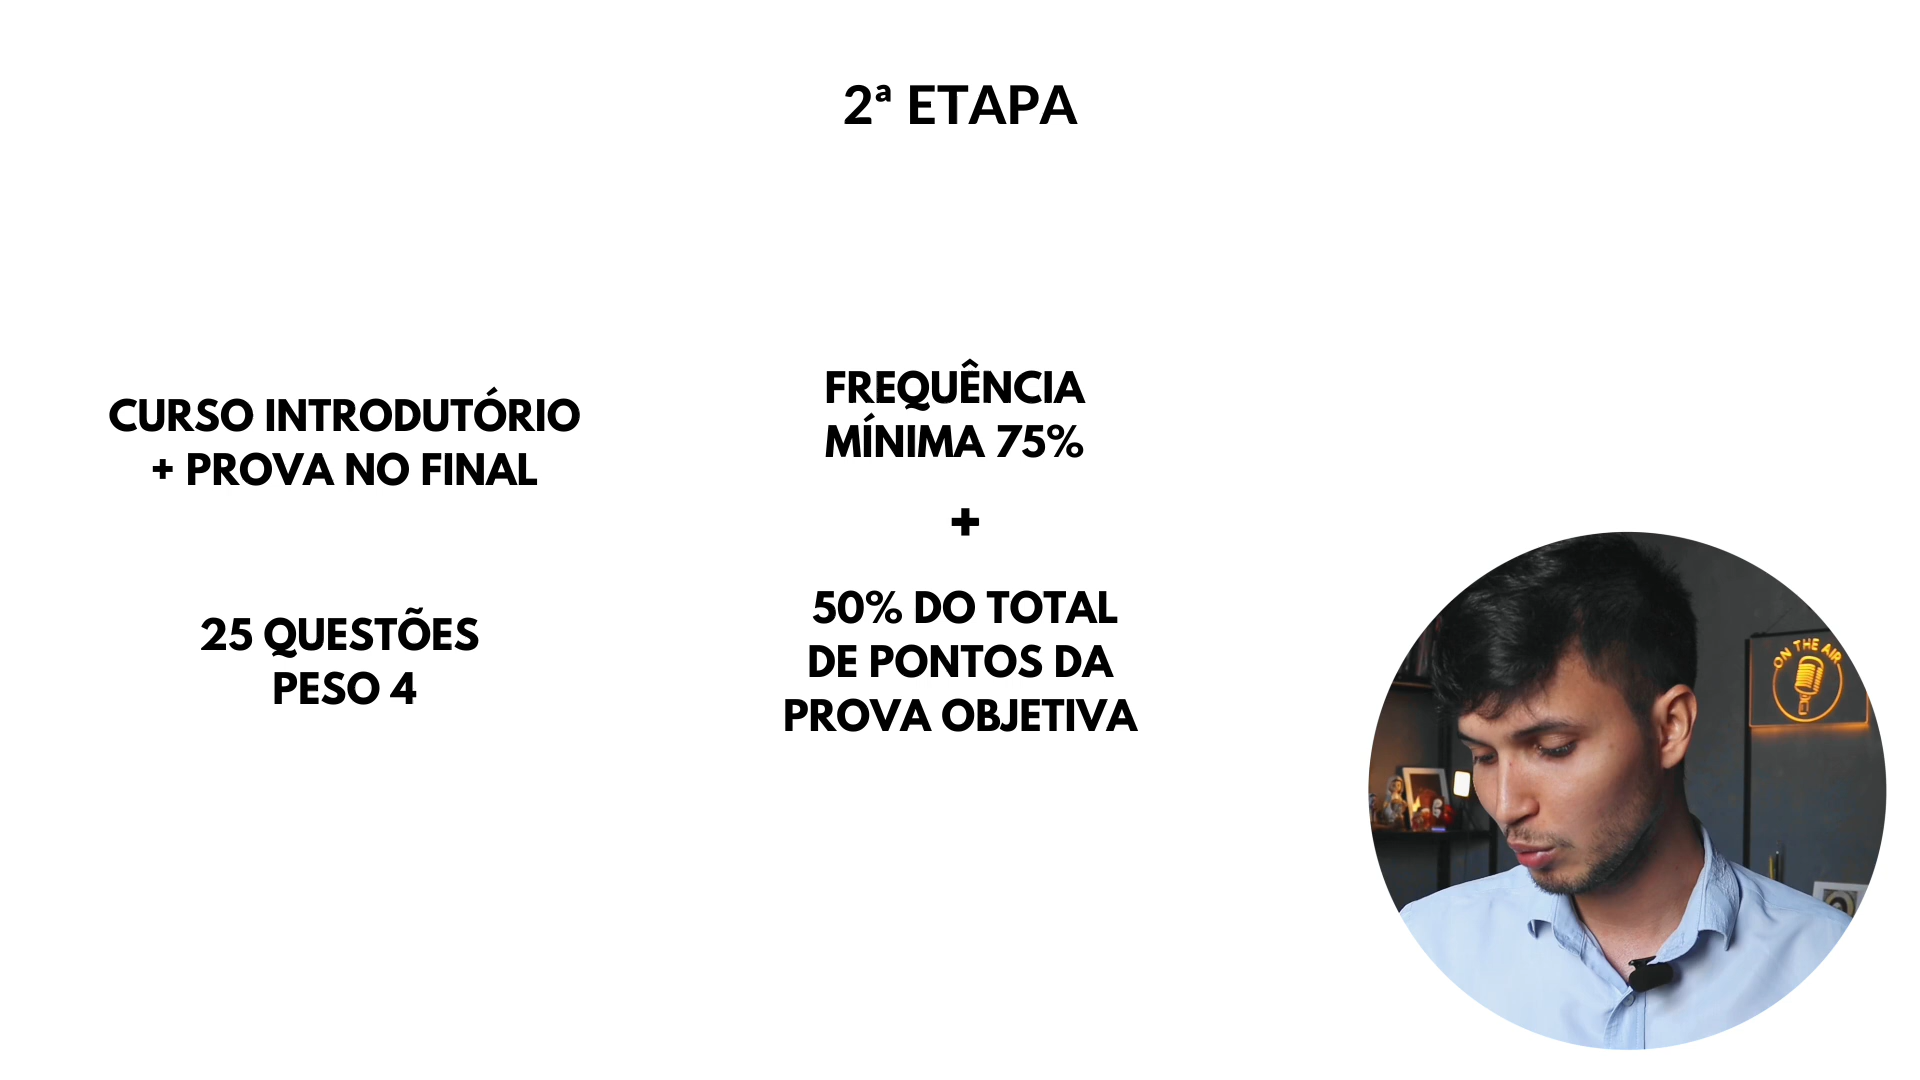 2ª ETAPA
CURSO INTRODUTÓRIO
+ PROVA NO FINAL
25 QUESTÕES
PESO 4
FREQUÊNCIA
MÍNIMA 75%
+
50% DO TOTAL
DE PONTOS DA
PROVA OBJETIVA
ON THE AIR